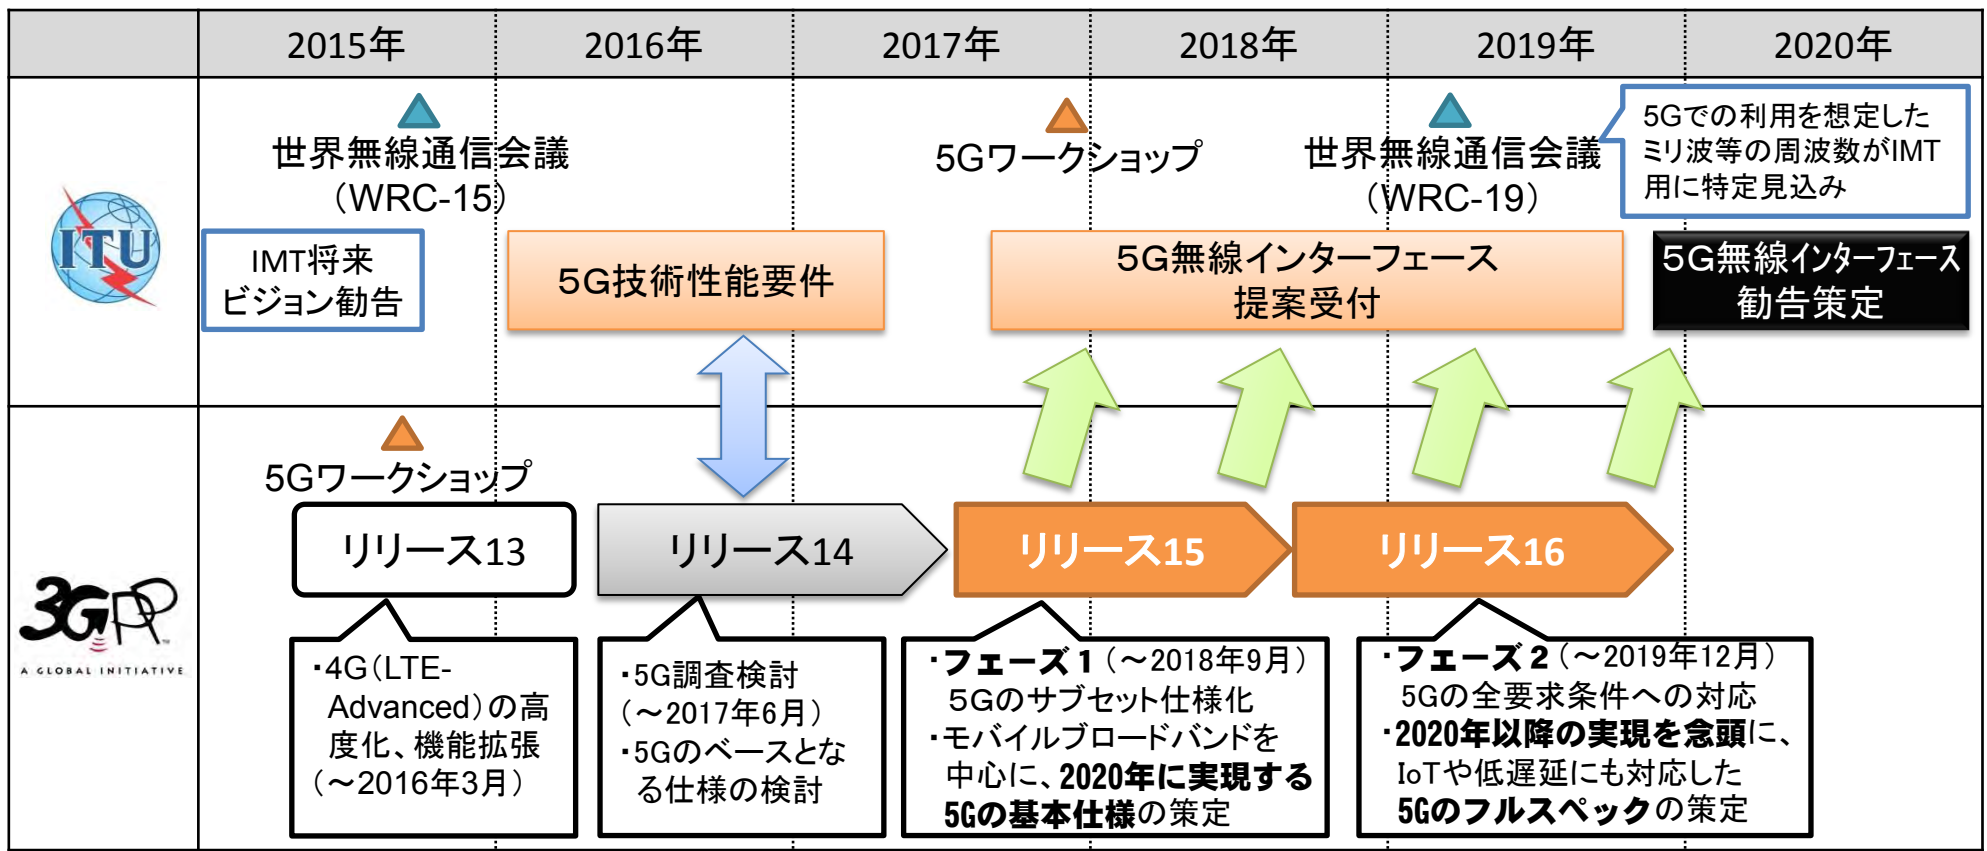 2015年
2016年
2017年
2018年
2019年
2020年
ITU
世界無線通信会議
（WRC-15）
5Gワークショップ
世界無線通信会議
（WRC-19）
5Gでの利用を想定した
ミリ波等の周波数がIMT
用に特定見込み
IMT将来
ビジョン勧告
５Ｇ技術性能要件
５Ｇ無線インターフェース
提案受付
５Ｇ無線インターフェース
勧告策定
3GPP
TM
A GLOBAL INITIATIVE
5Gワークショップ
リリース13
リリース14
リリース15
リリース16
・4G（LTE-
Advanced）の高
度化、機能拡張
（～2016年3月）
・5G調査検討
（～2017年6月）
・5Gのベースとな
る仕様の検討
・フェーズ１（～2018年9月）
５Ｇのサブセット仕様化
・モバイルブロードバンドを
中心に、2020年に実現する
5Gの基本仕様の策定
・フェーズ２（～2019年12月）
5Gの全要求条件への対応
・2020年以降の実現を念頭に、
IoTや低遅延にも対応した
5Gのフルスペックの策定